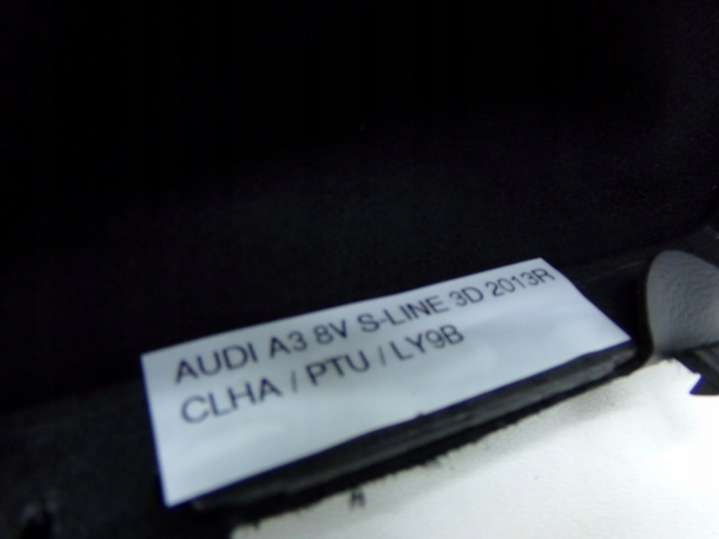 AUDI A3 8V S-LINE 3D 2013R
CLHA / PTU / LY9B